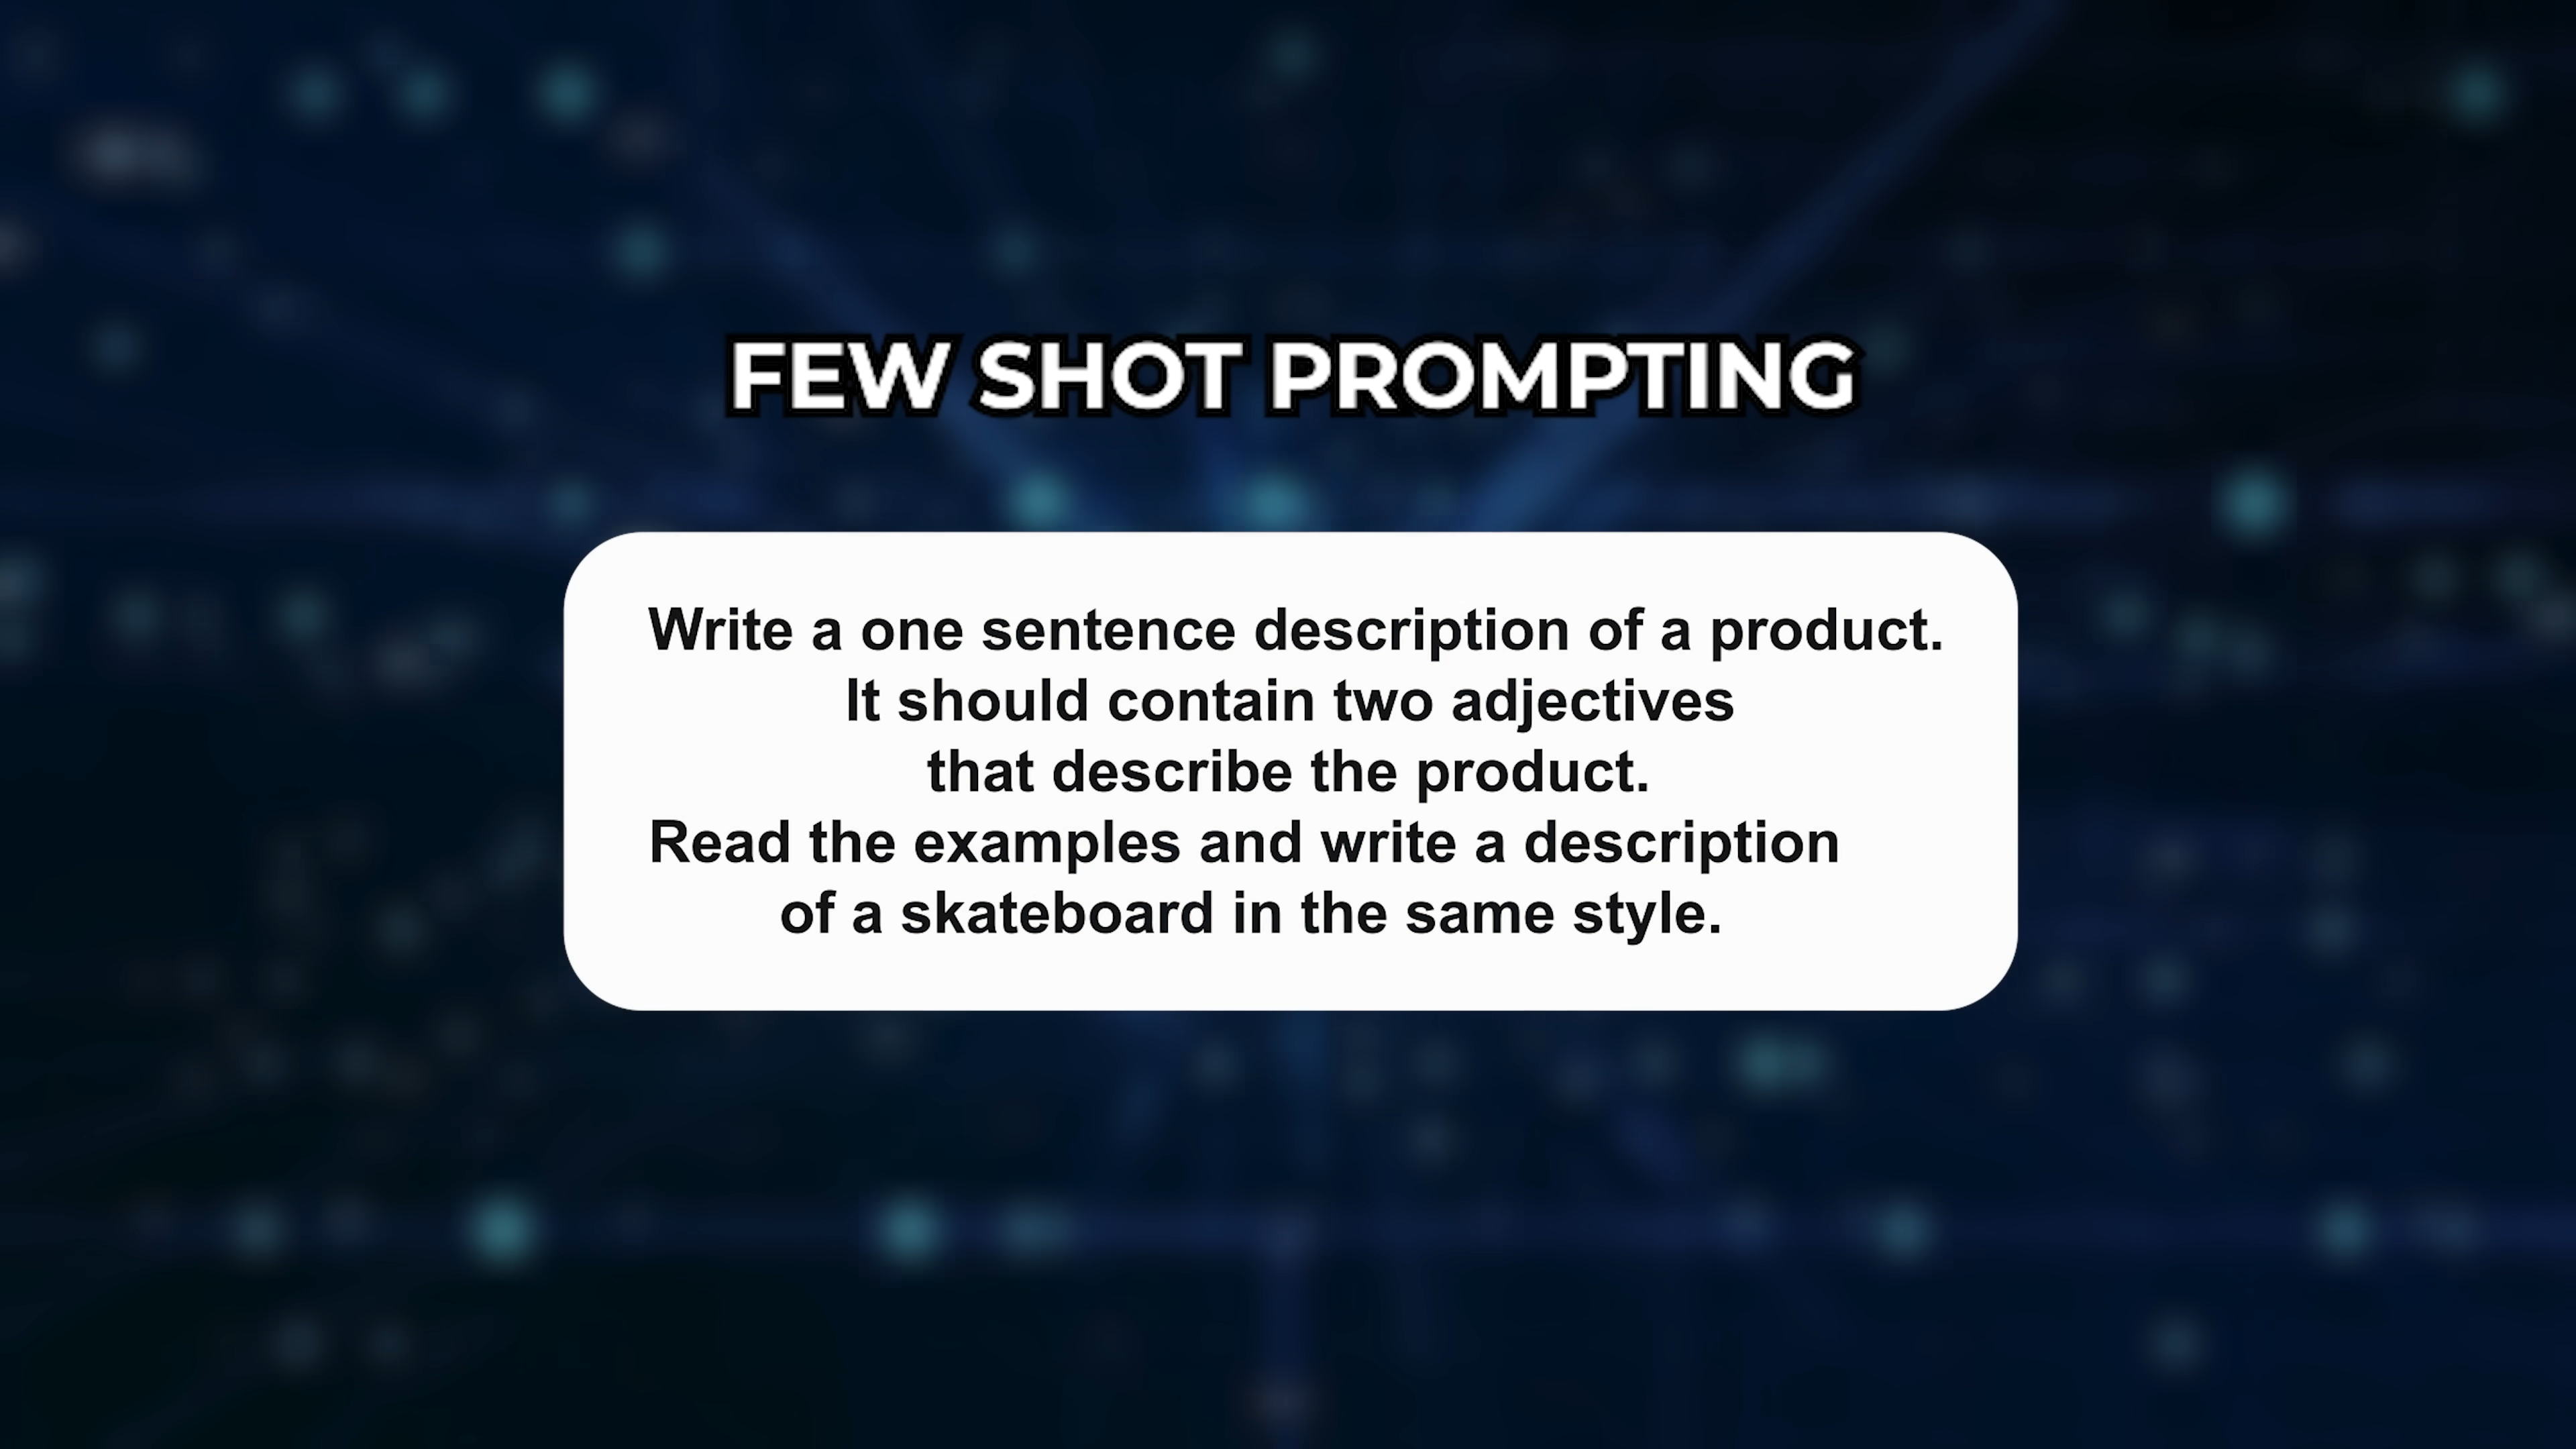 FEW SHOT PROMPTING
Write a one sentence description of a product.
It should contain two adjectives
that describe the product.
Read the examples and write a description
of a skateboard in the same style.